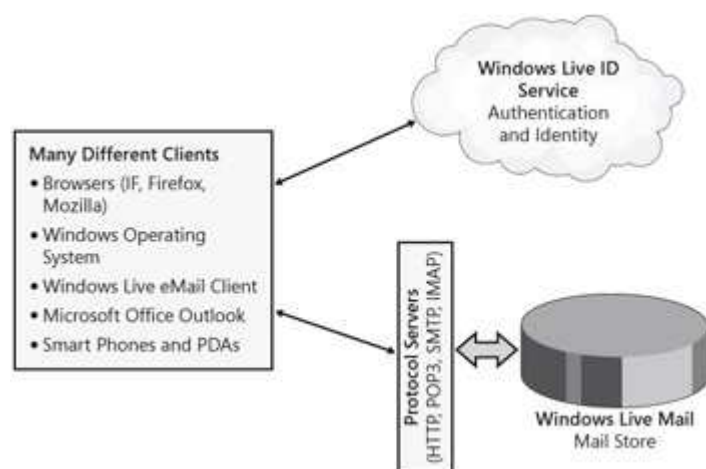 Windows Live ID
Service
Authentication
and Identity
Many Different Clients
• Browsers (IF, Firefox,
Mozilla)
• Windows Operating
System
• Windows Live eMail Client
• Microsoft Office Outlook
• Smart Phones and PDAs
Protocol Servers
(HTTP, POP3, SMTP, IMAP)
Windows Live Mail
Mail Store